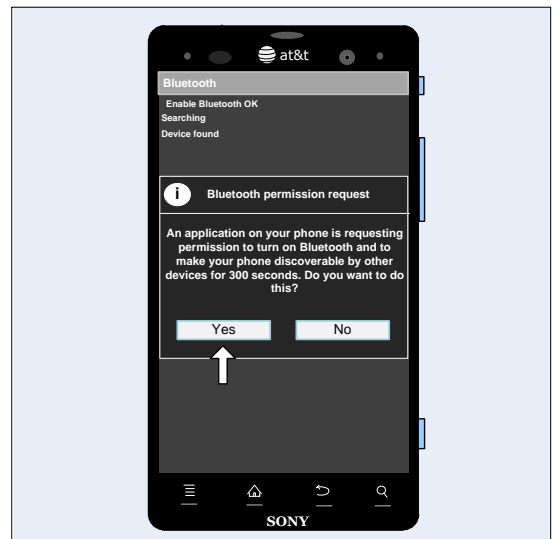 at&t
Bluetooth
Enable Bluetooth OK
Searching
Device found
i
Bluetooth permission request
An application on your phone is requesting
permission to turn on Bluetooth and to
make your phone discoverable by other
devices for 300 seconds. Do you want to do
this?
Yes No
SONY